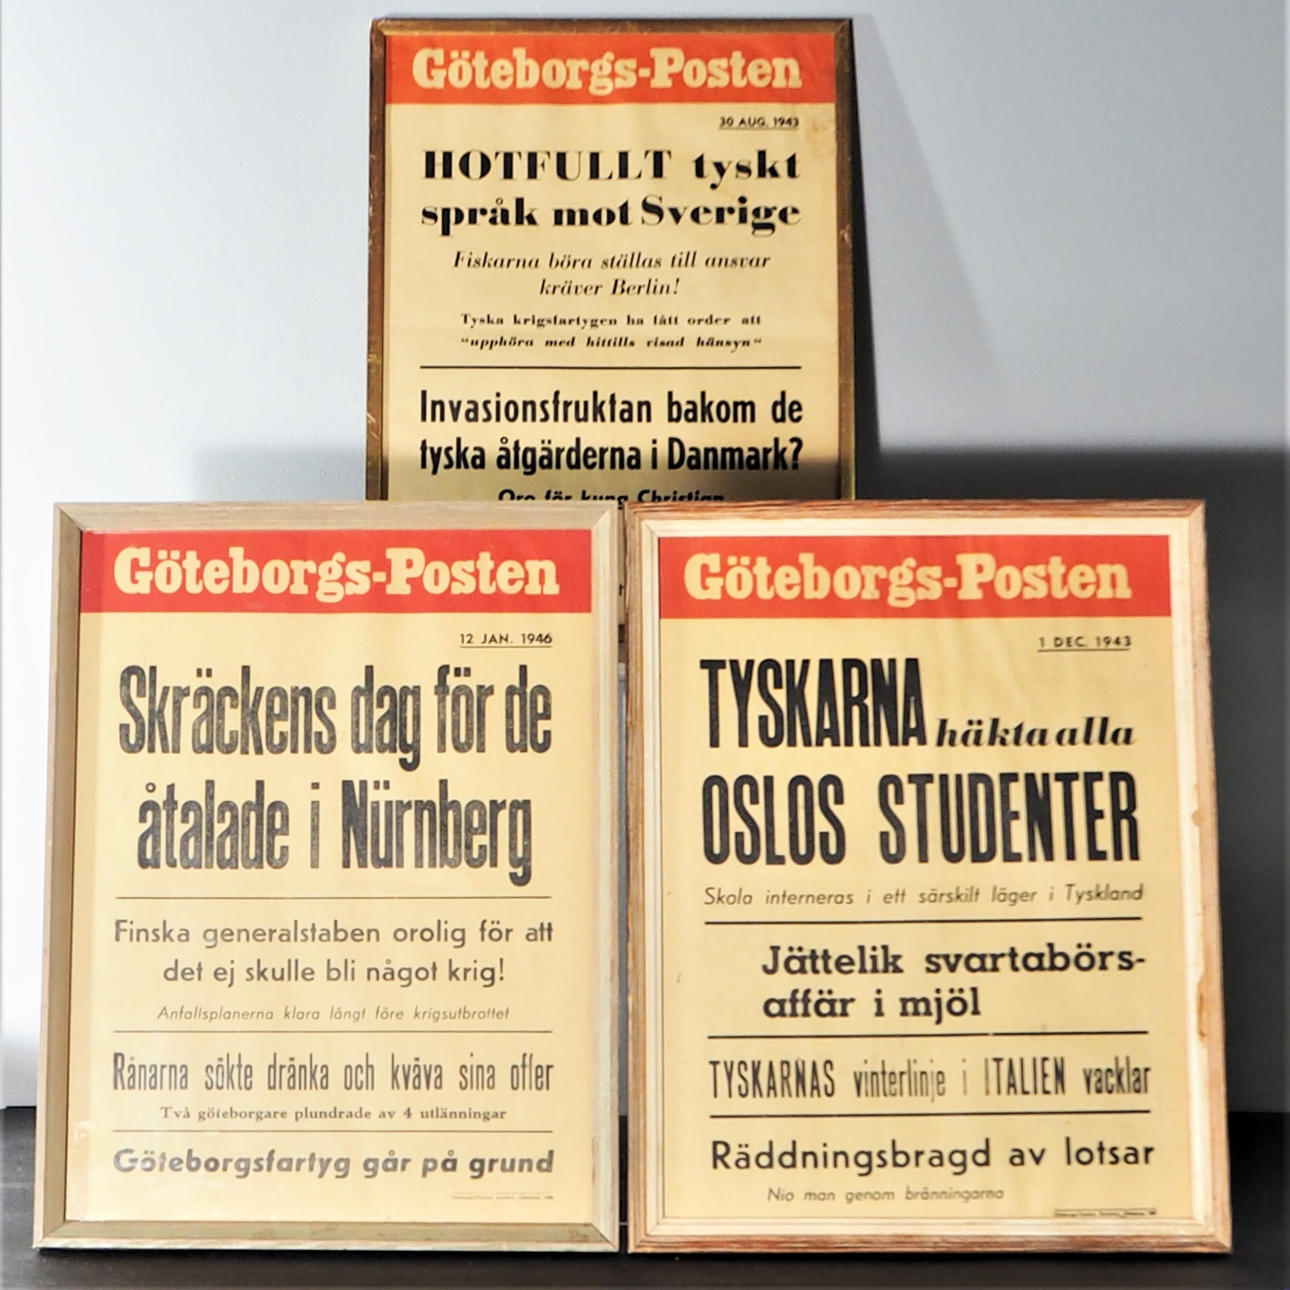 Göteborgs-Posten
30 AUG. 1943
HOTFULLT tyskt
språk mot Sverige
Fiskarna böra ställas till ansvar
kräver Berlin!
Tyska krigsfartygen ha fått order att
"upphöra med hittills visad hänsyn"
Invasionsfruktan bakom de
tyska åtgärderna i Danmark?
Oro för kung Christian
Göteborgs-Posten
12 JAN. 1946
Skräckens dag för de
åtalade i Nürnberg
Finska generalstaben orolig för att
det ej skulle bli något krig!
Anfallsplanerna klara långt före krigsutbrottet
Rånarna sökte dränka och kväva sina offer
Två göteborgare plundrade av 4 utlänningar
Göteborgsfartyg går på grund
Göteborgs-Posten
1 DEC. 1943
TYSKARNA häkta alla
OSLOS STUDENTER
Skola interneras i ett särskilt läger i Tyskland
Jättelik svartabörs-
affär i mjöl
TYSKARNAS vinterlinje i ITALIEN vacklar
Räddningsbragd av lotsar
Nio man genom bränningarna